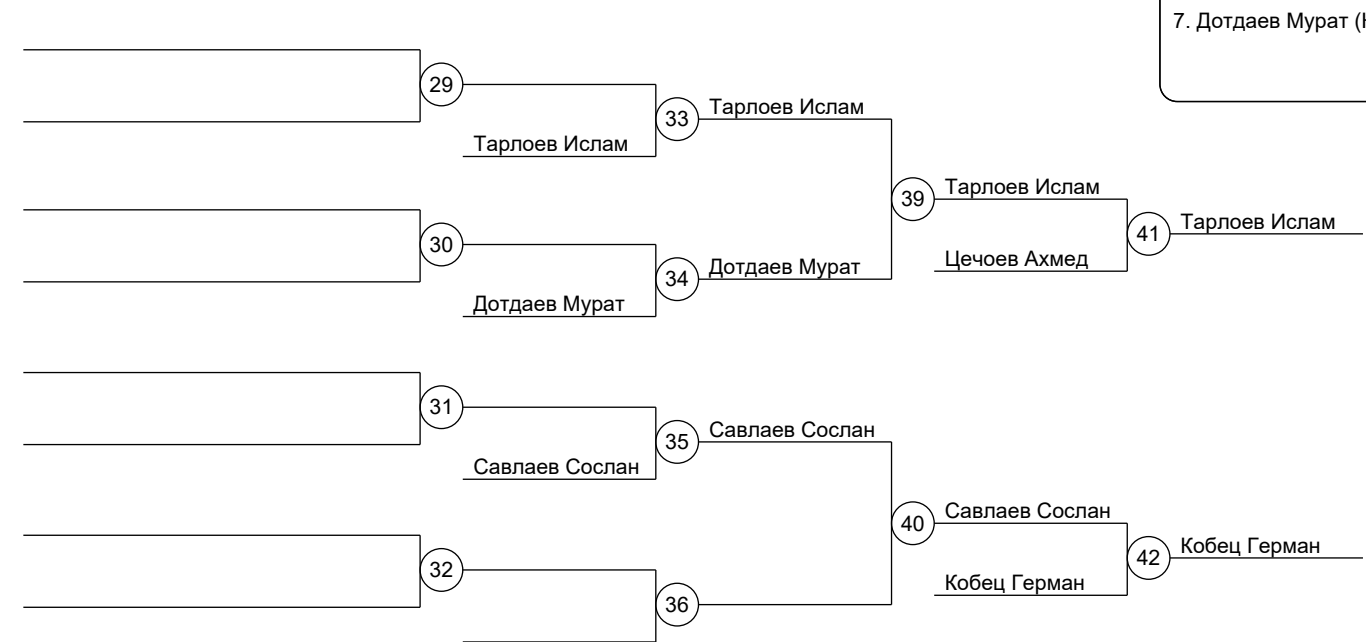 7. Дотдаев Мурат (
29
33
Тарлоев Ислам
Тарлоев Ислам
39
Тарлоев Ислам
41
Тарлоев Ислам
30
34
Дотдаев Мурат
Цечоев Ахмед
Дотдаев Мурат
31
35
Савлаев Сослан
Савлаев Сослан
40
Савлаев Сослан
42
Кобец Герман
32
Кобец Герман
36